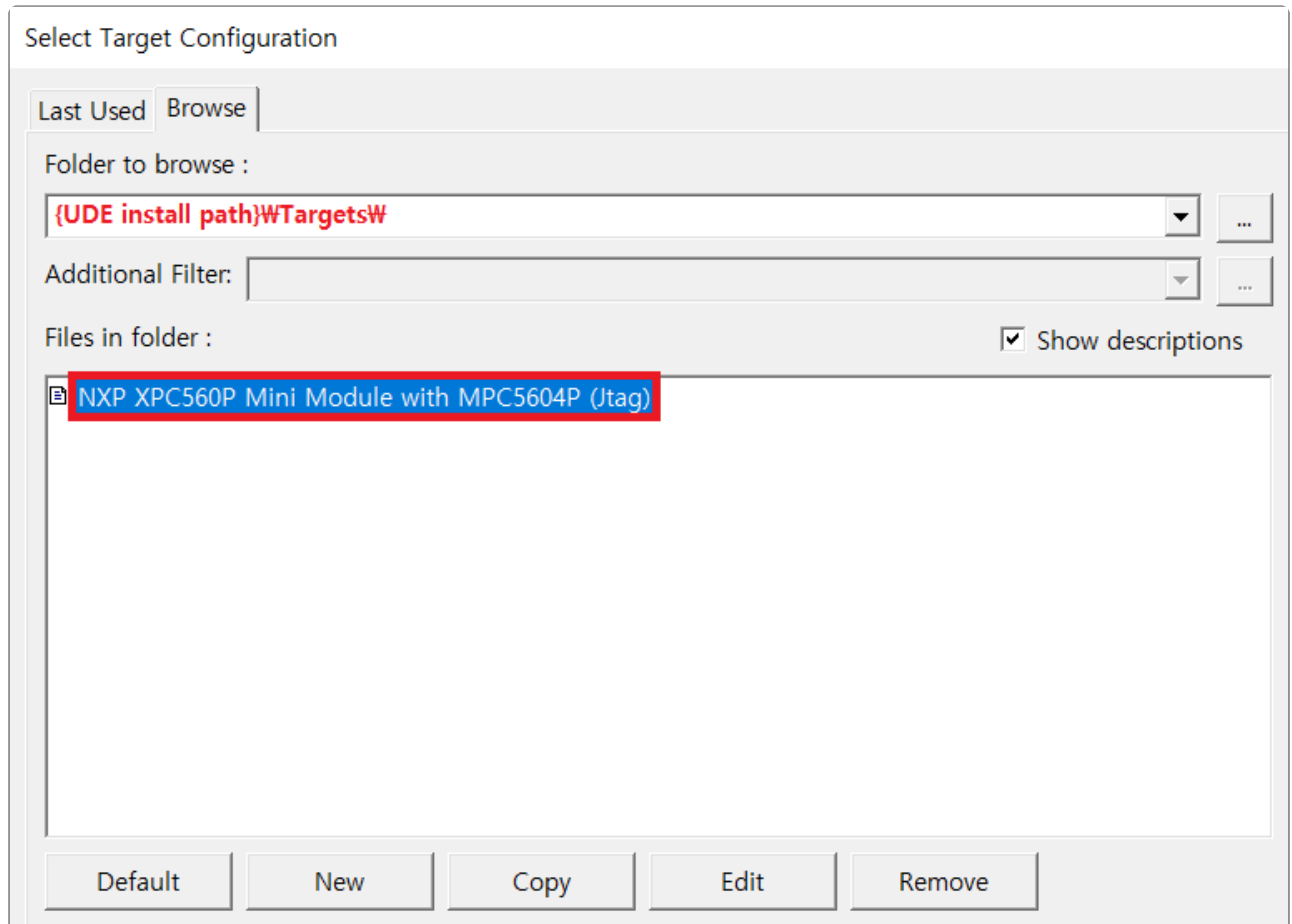 Select Target Configuration
Last Used Browse
Folder to browse :
{UDE install path}₩Targets₩
...
Additional Filter:
...
Files in folder :
Show descriptions
NXP XPC560P Mini Module with MPC5604P (Jtag)
Default New Copy Edit Remove